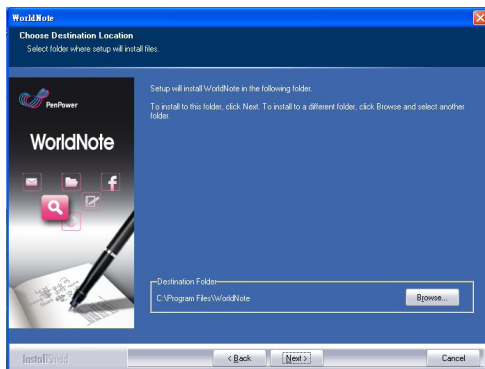 WorldNote
Choose Destination Location
Select folder where setup will install files.
PenPower
WorldNote
Setup will install WorldNote in the following folder.
To install to this folder, click Next. To install to a different folder, click Browse and select another
folder.
Destination Folder
C:\Program Files\WorldNote
Browse...
InstallShield
< Back
Next >
Cancel